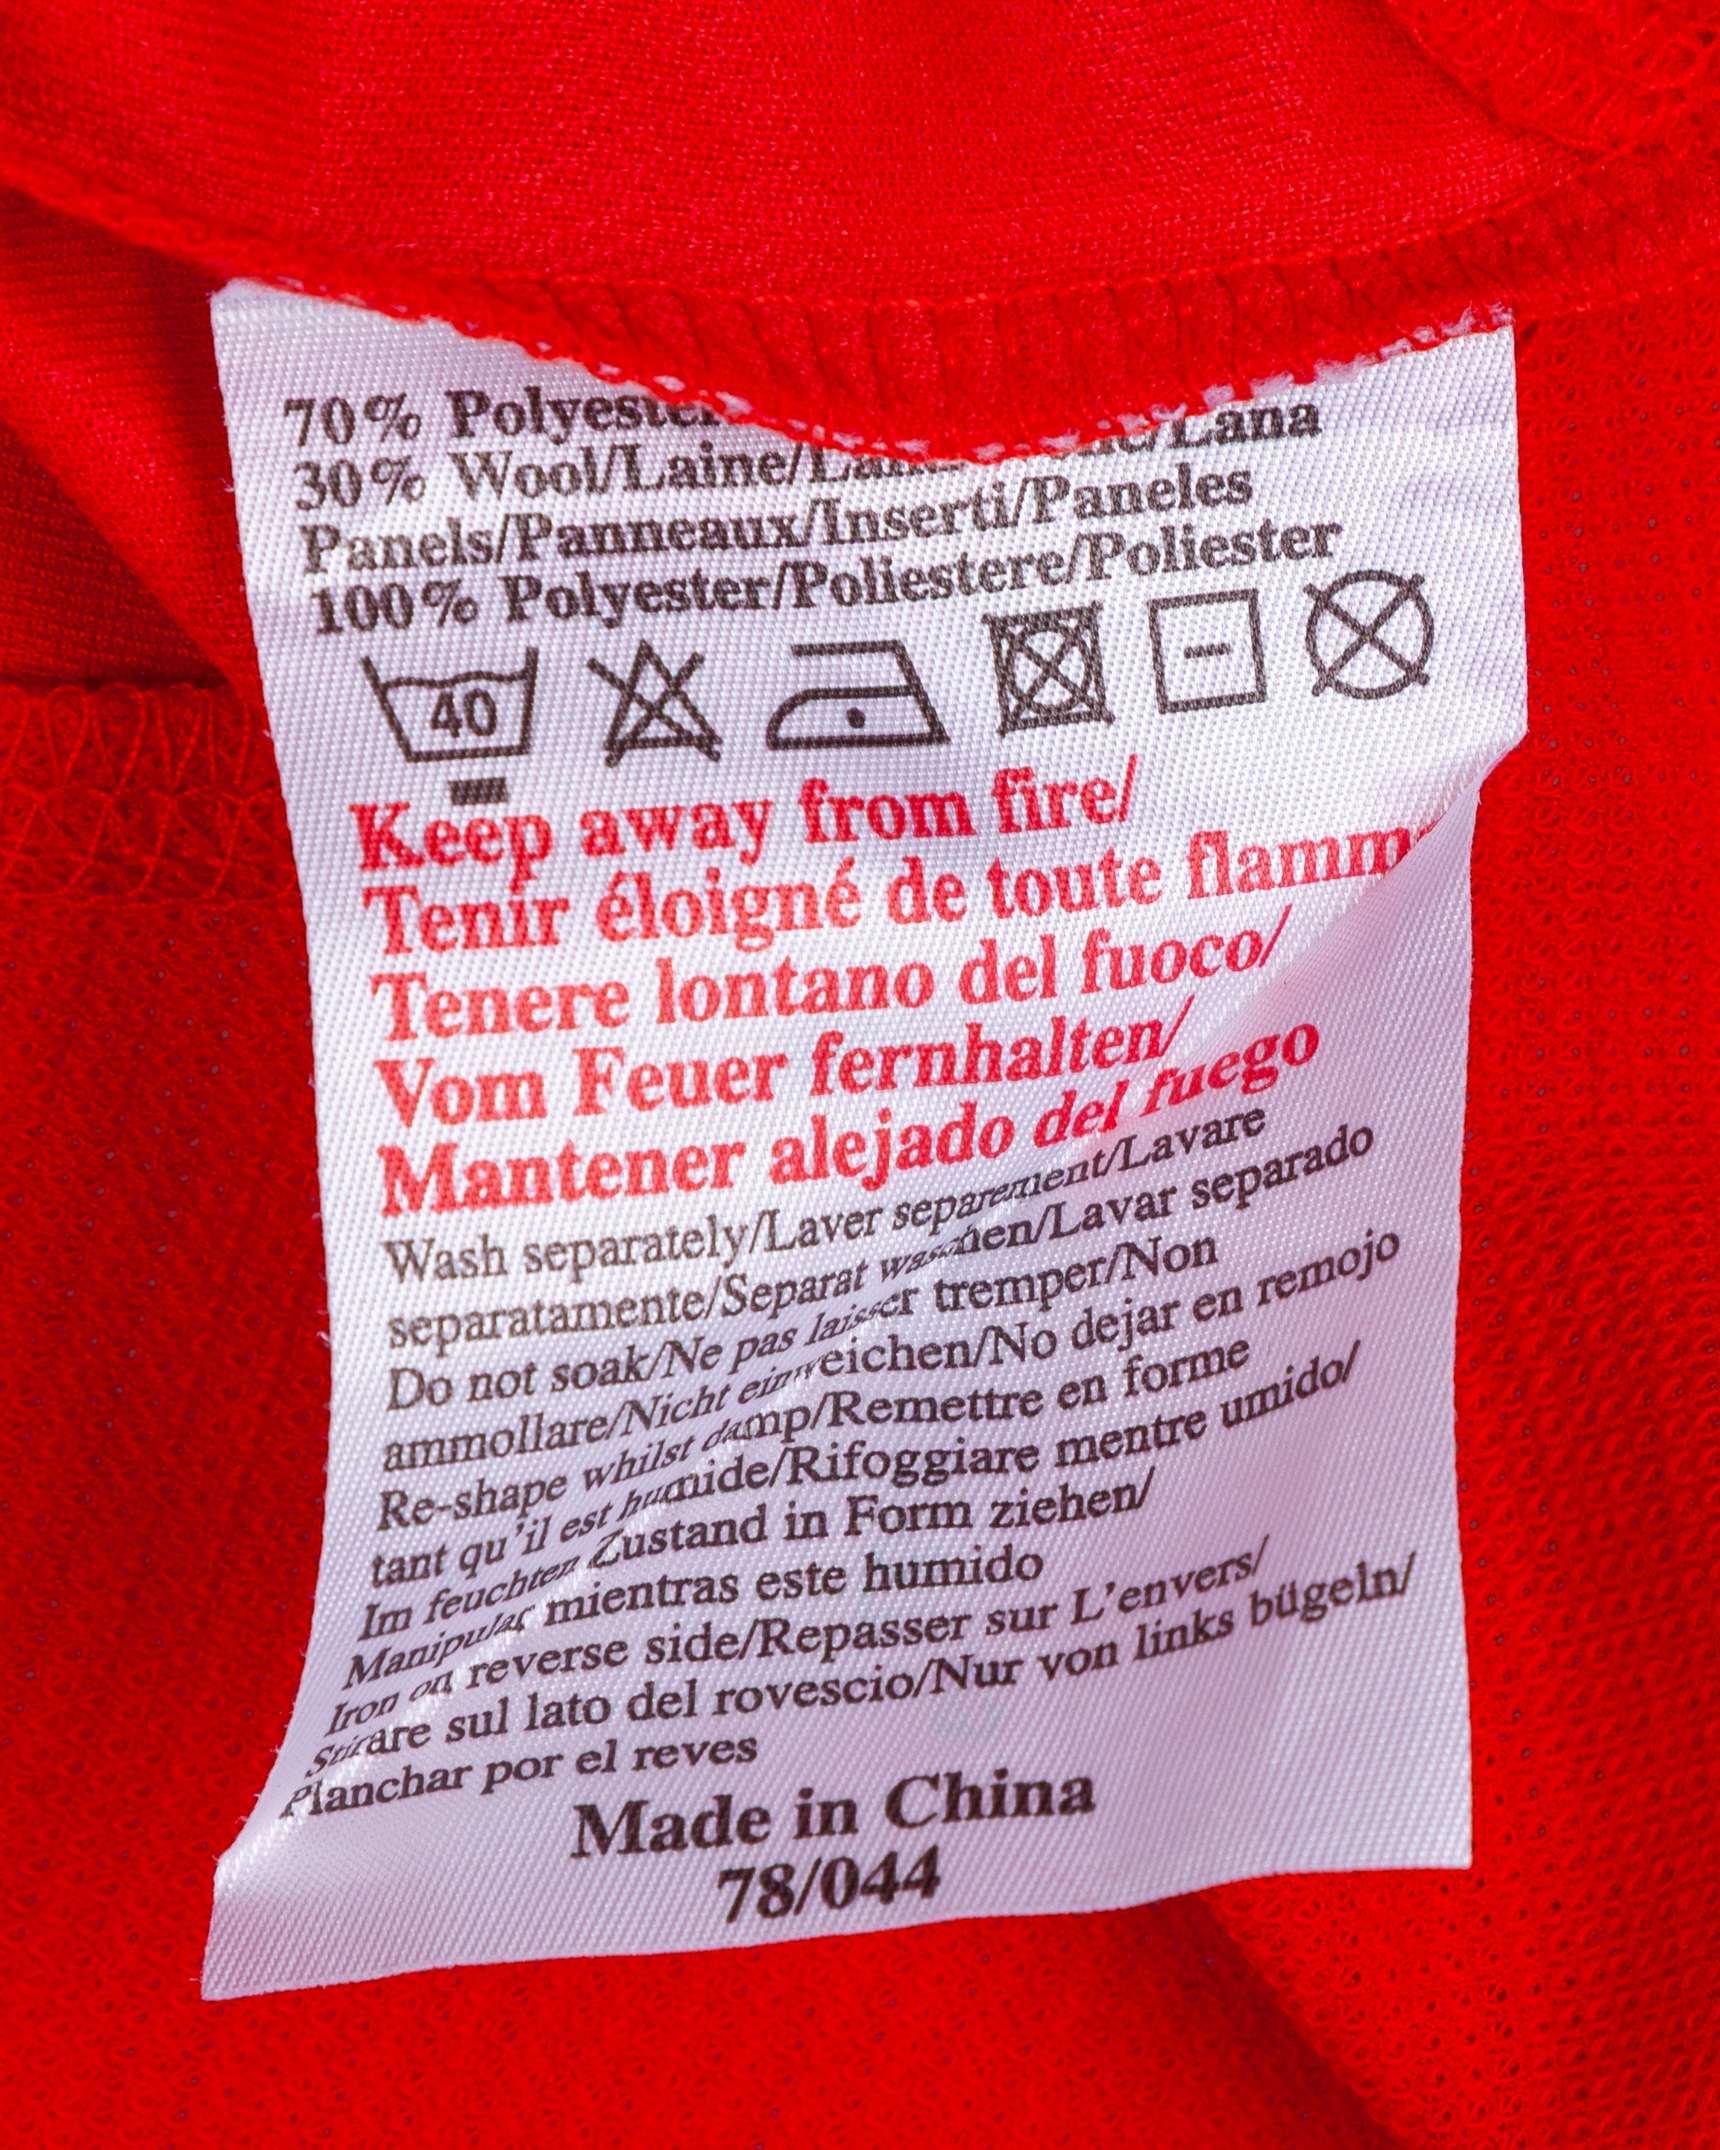 70% Polyester
30% Wool/Laine/ Lana
Panels/Panneaux/Inserti/Paneles
100% Polyester/Poliestere/Poliester
40
Keep away from fire/
Tenir éloigné de toute
Tenere lontano del fuoco/
Vom Feuer fernhalten/
Mantener alejado del fuego
Wash separately/Laver separement/Lavare
separatamente/Separat waschen/Lavar separado
Do not soak/Ne pas laisser tremper/Non
ammollare/Nicht einweichen/No dejar en remojo
Re-shape whilst damp/Remettre en forme
tant qu'il est humide/Rifoggiare mentre umido/
Im feuchten Zustand in Form ziehen/
Manipular mientras este humido
Iron on reverse side/Repasser sur L'envers/
Stirare sul lato del rovescio/Nur von links bügeln/
Planchar por el reves
Made in China
78/044